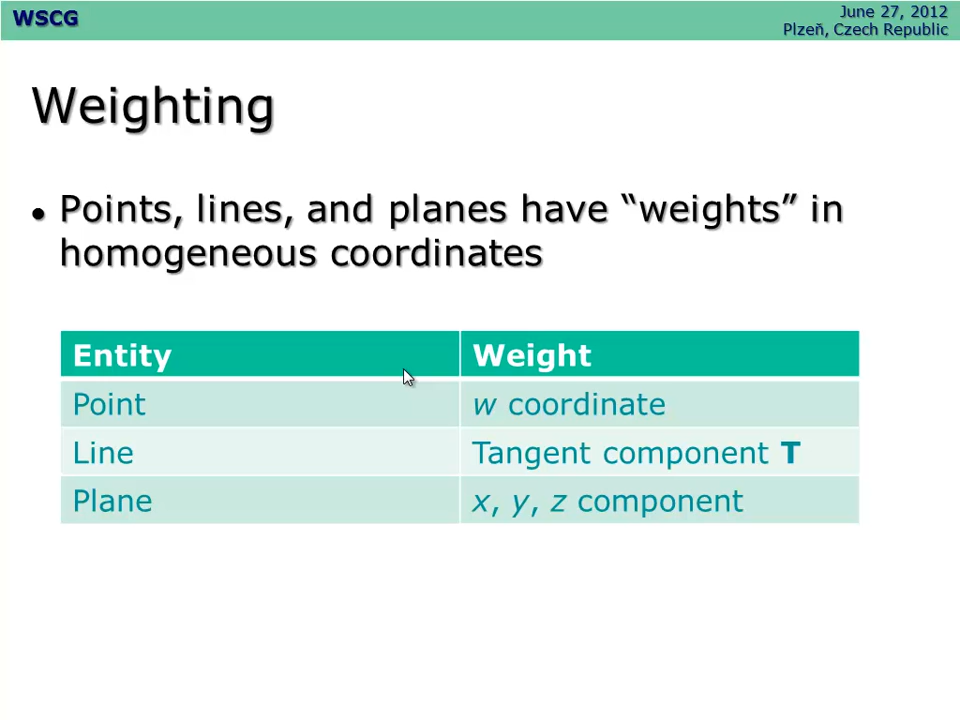 WSCG
June 27, 2012
Plzeň, Czech Republic
Weighting
• Points, lines, and planes have “weights” in
homogeneous coordinates
Entity Weight
Point w coordinate
Line Tangent component T
Plane x, y, z component